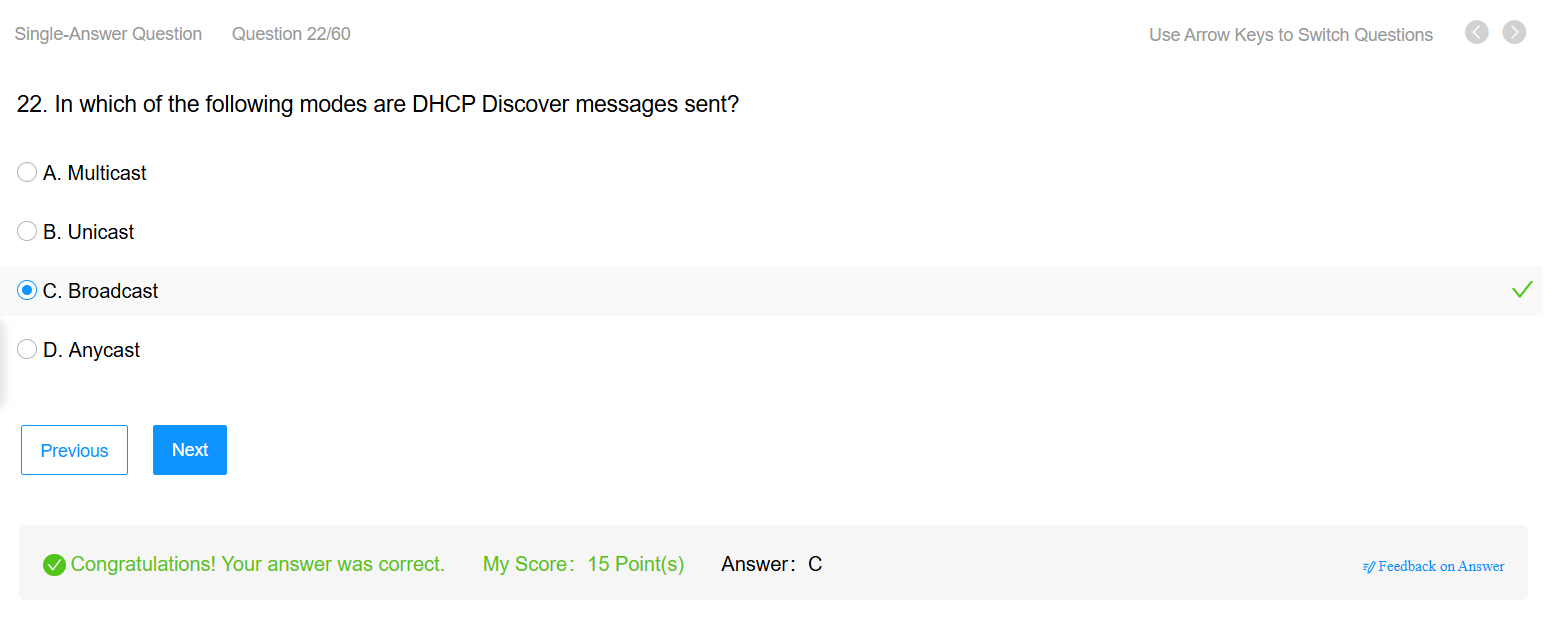 Single-Answer Question Question 22/60 Use Arrow Keys to Switch Questions
22. In which of the following modes are DHCP Discover messages sent?
A. Multicast
B. Unicast
C. Broadcast
D. Anycast
Previous Next
Congratulations! Your answer was correct. My Score: 15 Point(s) Answer: C Feedback on Answer